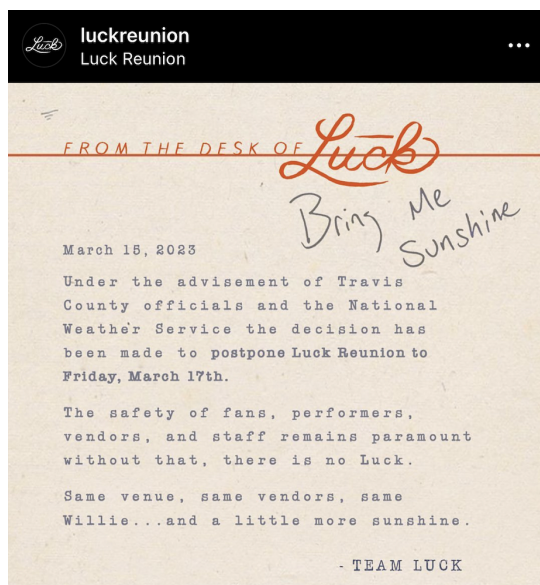 Luck
luckreunion
Luck Reunion
FROM THE DESK OF Luck
Bring Me
Sunshine
March 15, 2023
Under the advisement of Travis
County officials and the National
Weather Service the decision has
been made to postpone Luck Reunion to
Friday, March 17th.
The safety of fans, performers,
vendors, and staff remains paramount
without that, there is no Luck.
Same venue, same vendors, same
Willie...and a little more sunshine.
- TEAM LUCK